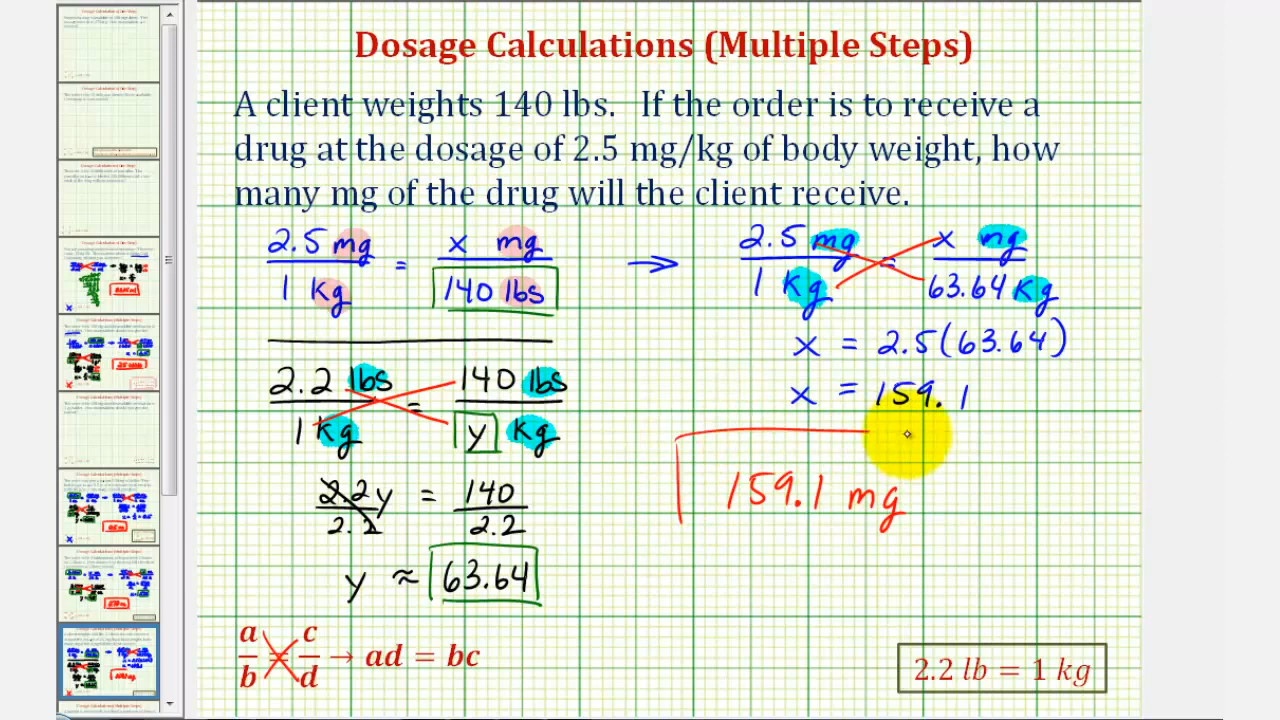 Dosage Calculations (Multiple Steps)
A client weights 140 lbs. If the order is to receive a
drug at the dosage of 2.5 mg/kg of body weight, how
many mg of the drug will the client receive.
2.5 mg / 1 kg = x mg / 140 lbs → 2.5 mg / 1 kg = x mg / 63.64 kg
x = 2.5(63.64)
x = 159.1
159.1 mg
2.2 lbs / 1 kg = 140 lbs / y kg
2.2y / 2.2 = 140 / 2.2
y ≈ 63.64
a/b = c/d → ad = bc
2.2 lb = 1 kg